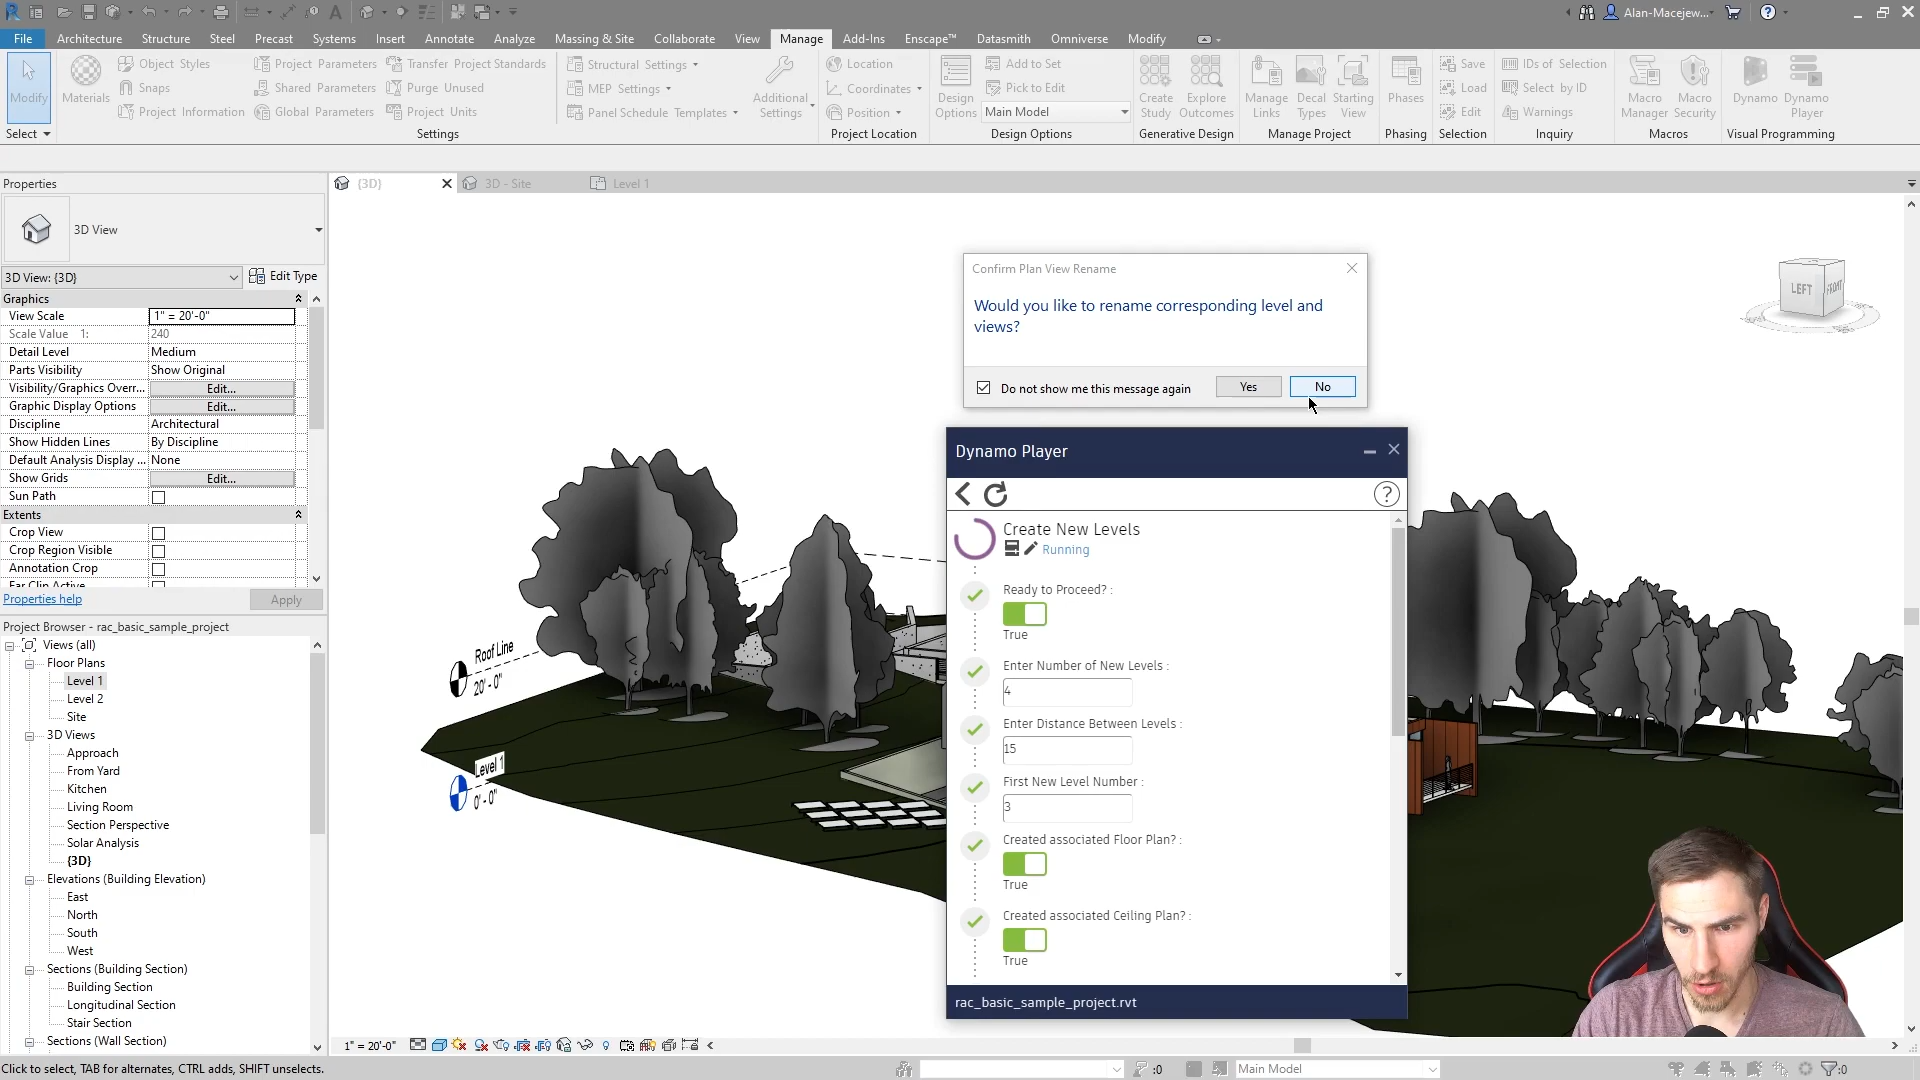 Alan-Macejew...
File Architecture Structure Steel Precast Systems Insert Annotate Analyze Massing & Site Collaborate View Manage Add-Ins Enscape™ Datasmith Omniverse Modify
Modify
Materials
Object Styles
Snaps
Project Information
Project Parameters
Shared Parameters
Global Parameters
Transfer Project Standards
Purge Unused
Project Units
Structural Settings
MEP Settings
Panel Schedule Templates
Additional
Settings
Location
Coordinates
Position
Design
Options
Add to Set
Pick to Edit
Main Model
Create
Study
Explore
Outcomes
Manage
Links
Decal
Types
Starting
View
Phases
Save
Load
Edit
IDs of Selection
Select by ID
Warnings
Macro
Manager
Macro
Security
Dynamo
Dynamo
Player
Select Settings Project Location Design Options Generative Design Manage Project Phasing Selection Inquiry Macros Visual Programming
Properties
{3D}
3D - Site
Level 1
3D View
3D View: {3D}
Edit Type
Graphics
View Scale 1" = 20'-0"
Scale Value 1: 240
Detail Level Medium
Parts Visibility Show Original
Visibility/Graphics Overr... Edit...
Graphic Display Options Edit...
Discipline Architectural
Show Hidden Lines By Discipline
Default Analysis Display ... None
Show Grids Edit...
Sun Path
Extents
Crop View
Crop Region Visible
Annotation Crop
Far Clip Active
Properties help
Apply
Project Browser - rac_basic_sample_project
Views (all)
Floor Plans
Level 1
Level 2
Site
3D Views
Approach
From Yard
Kitchen
Living Room
Section Perspective
Solar Analysis
{3D}
Elevations (Building Elevation)
East
North
South
West
Sections (Building Section)
Building Section
Longitudinal Section
Stair Section
Sections (Wall Section)
Roof Line
20' - 0"
Level 1
0' - 0"
LEFT
FRONT
Confirm Plan View Rename
Would you like to rename corresponding level and
views?
Do not show me this message again
Yes
No
Dynamo Player
Create New Levels
Running
Ready to Proceed? :
True
Enter Number of New Levels :
4
Enter Distance Between Levels :
15
First New Level Number :
3
Created associated Floor Plan? :
True
Created associated Ceiling Plan? :
True
rac_basic_sample_project.rvt
1" = 20'-0"
Click to select, TAB for alternates, CTRL adds, SHIFT unselects.
:0
Main Model
:0